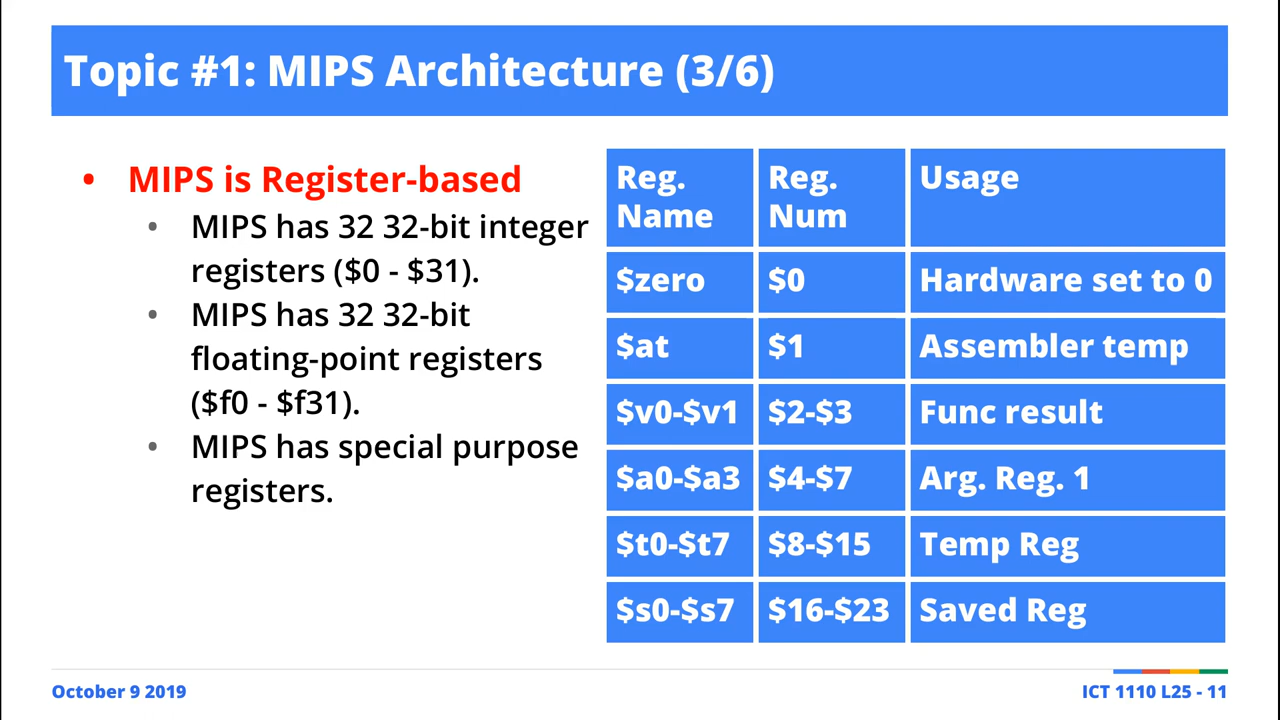 Topic #1: MIPS Architecture (3/6)
• MIPS is Register-based
• MIPS has 32 32-bit integer
registers ($0 - $31).
• MIPS has 32 32-bit
floating-point registers
($f0 - $f31).
• MIPS has special purpose
registers.
Reg. Name Reg. Num Usage
$zero $0 Hardware set to 0
$at $1 Assembler temp
$v0-$v1 $2-$3 Func result
$a0-$a3 $4-$7 Arg. Reg. 1
$t0-$t7 $8-$15 Temp Reg
$s0-$s7 $16-$23 Saved Reg
October 9 2019
ICT 1110 L25 - 11